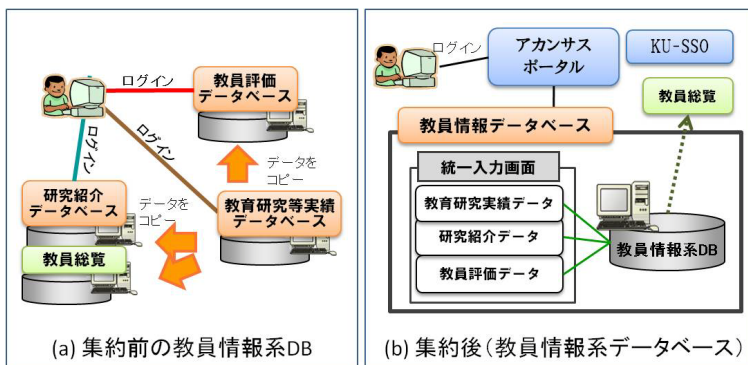 ログイン
教員評価
データベース
ログイン
ログイン
データを
コピー
研究紹介
データベース
データを
コピー
教育研究等実績
データベース
教員総覧
(a) 集約前の教員情報系DB
ログイン
アカンサス
ポータル
KU-SSO
教員総覧
教員情報データベース
統一入力画面
教育研究実績データ
研究紹介データ
教員評価データ
教員情報系DB
(b) 集約後(教員情報系データベース)